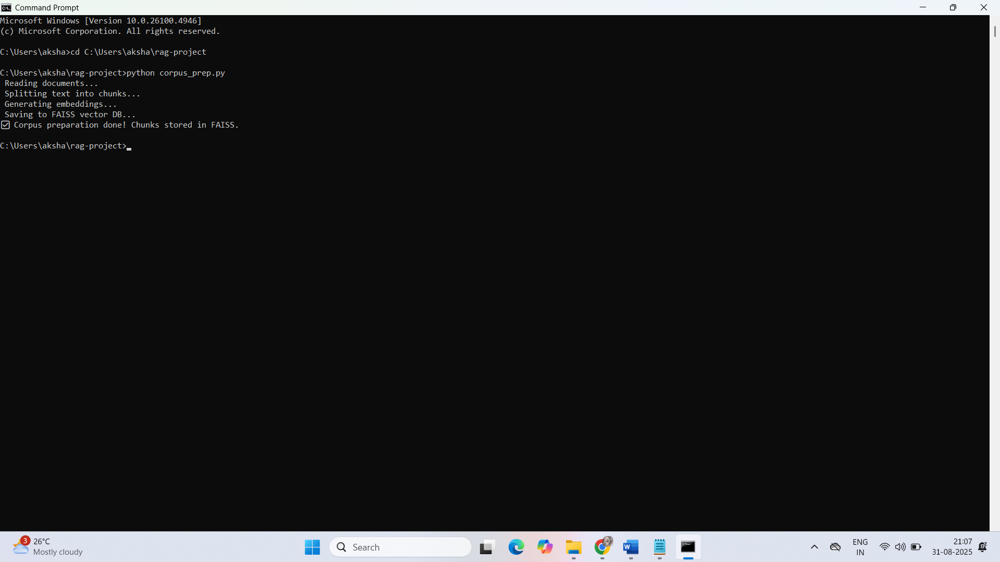 Command Prompt
Microsoft Windows [Version 10.0.26100.4946]
(c) Microsoft Corporation. All rights reserved.
C:\Users\aksha>cd C:\Users\aksha\rag-project
C:\Users\aksha\rag-project>python corpus_prep.py
Reading documents...
Splitting text into chunks...
Generating embeddings...
Saving to FAISS vector DB...
☑ Corpus preparation done! Chunks stored in FAISS.
C:\Users\aksha\rag-project>
3
26°C
Mostly cloudy
Search
ENG
IN
21:07
31-08-2025